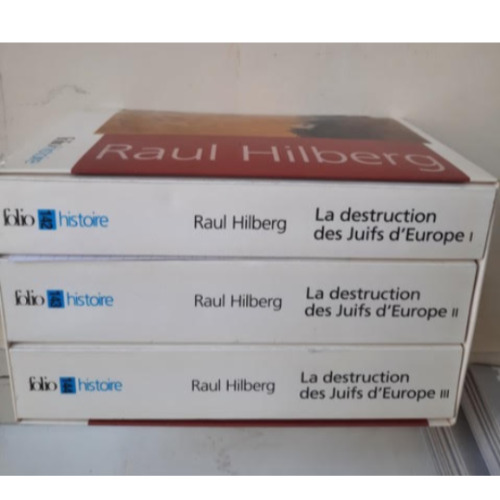 Raul Hilberg
folio histoire
Raul Hilberg
La destruction
des Juifs d'Europe I
folio histoire
Raul Hilberg
La destruction
des Juifs d'Europe II
folio histoire
Raul Hilberg
La destruction
des Juifs d'Europe III